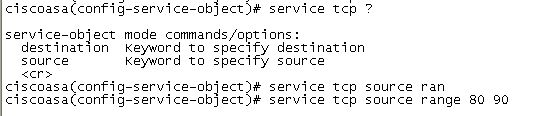 ciscoasa(config-service-object)# service tcp ?
service-object mode commands/options:
destination Keyword to specify destination
source Keyword to specify source
<cr>
ciscoasa(config-service-object)# service tcp source ran
ciscoasa(config-service-object)# service tcp source range 80 90